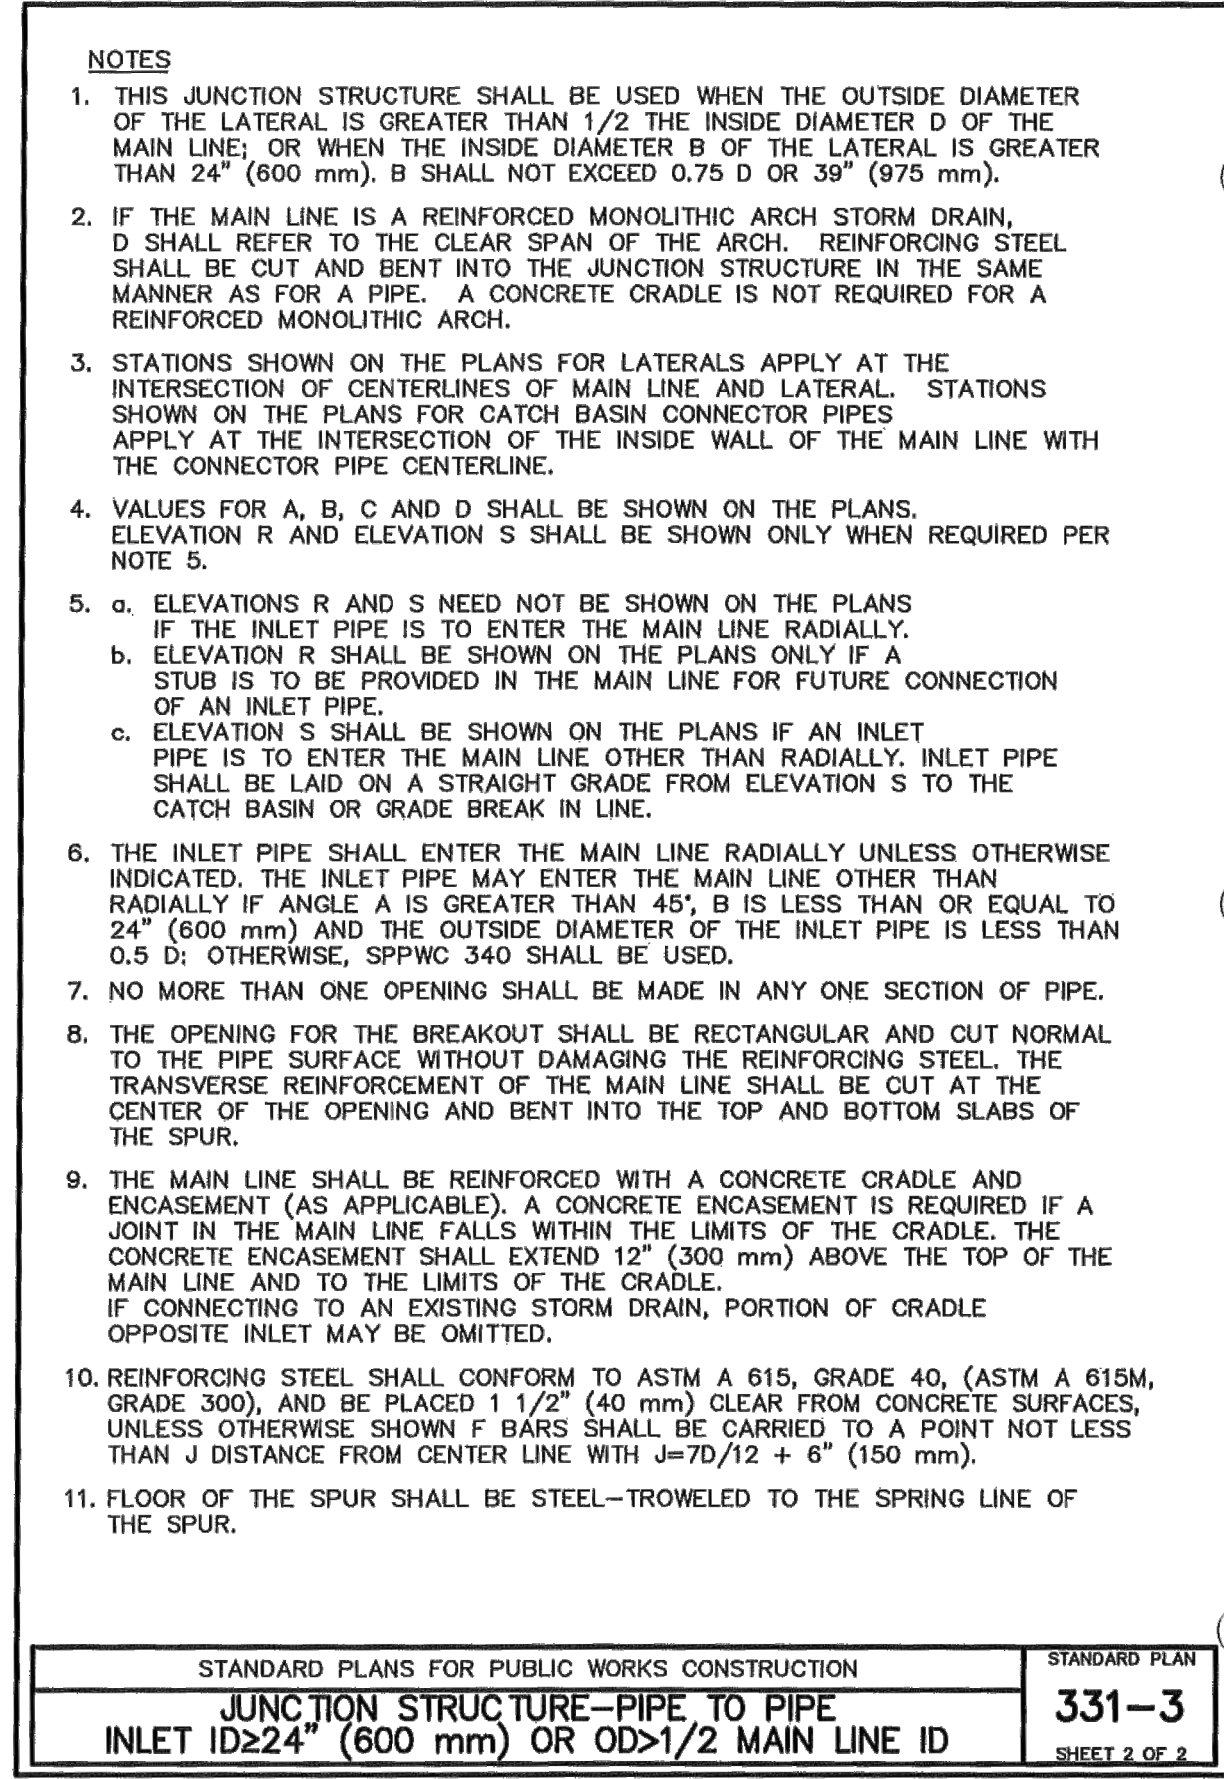 NOTES
1. THIS JUNCTION STRUCTURE SHALL BE USED WHEN THE OUTSIDE DIAMETER
OF THE LATERAL IS GREATER THAN 1/2 THE INSIDE DIAMETER D OF THE
MAIN LINE; OR WHEN THE INSIDE DIAMETER B OF THE LATERAL IS GREATER
THAN 24" (600 mm). B SHALL NOT EXCEED 0.75 D OR 39" (975 mm).
2. IF THE MAIN LINE IS A REINFORCED MONOLITHIC ARCH STORM DRAIN,
D SHALL REFER TO THE CLEAR SPAN OF THE ARCH. REINFORCING STEEL
SHALL BE CUT AND BENT INTO THE JUNCTION STRUCTURE IN THE SAME
MANNER AS FOR A PIPE. A CONCRETE CRADLE IS NOT REQUIRED FOR A
REINFORCED MONOLITHIC ARCH.
3. STATIONS SHOWN ON THE PLANS FOR LATERALS APPLY AT THE
INTERSECTION OF CENTERLINES OF MAIN LINE AND LATERAL. STATIONS
SHOWN ON THE PLANS FOR CATCH BASIN CONNECTOR PIPES
APPLY AT THE INTERSECTION OF THE INSIDE WALL OF THE MAIN LINE WITH
THE CONNECTOR PIPE CENTERLINE.
4. VALUES FOR A, B, C AND D SHALL BE SHOWN ON THE PLANS.
ELEVATION R AND ELEVATION S SHALL BE SHOWN ONLY WHEN REQUIRED PER
NOTE 5.
5. a. ELEVATIONS R AND S NEED NOT BE SHOWN ON THE PLANS
IF THE INLET PIPE IS TO ENTER THE MAIN LINE RADIALLY.
b. ELEVATION R SHALL BE SHOWN ON THE PLANS ONLY IF A
STUB IS TO BE PROVIDED IN THE MAIN LINE FOR FUTURE CONNECTION
OF AN INLET PIPE.
c. ELEVATION S SHALL BE SHOWN ON THE PLANS IF AN INLET
PIPE IS TO ENTER THE MAIN LINE OTHER THAN RADIALLY. INLET PIPE
SHALL BE LAID ON A STRAIGHT GRADE FROM ELEVATION S TO THE
CATCH BASIN OR GRADE BREAK IN LINE.
6. THE INLET PIPE SHALL ENTER THE MAIN LINE RADIALLY UNLESS OTHERWISE
INDICATED. THE INLET PIPE MAY ENTER THE MAIN LINE OTHER THAN
RADIALLY IF ANGLE A IS GREATER THAN 45°, B IS LESS THAN OR EQUAL TO
24" (600 mm) AND THE OUTSIDE DIAMETER OF THE INLET PIPE IS LESS THAN
0.5 D; OTHERWISE, SPPWC 340 SHALL BE USED.
7. NO MORE THAN ONE OPENING SHALL BE MADE IN ANY ONE SECTION OF PIPE.
8. THE OPENING FOR THE BREAKOUT SHALL BE RECTANGULAR AND CUT NORMAL
TO THE PIPE SURFACE WITHOUT DAMAGING THE REINFORCING STEEL. THE
TRANSVERSE REINFORCEMENT OF THE MAIN LINE SHALL BE CUT AT THE
CENTER OF THE OPENING AND BENT INTO THE TOP AND BOTTOM SLABS OF
THE SPUR.
9. THE MAIN LINE SHALL BE REINFORCED WITH A CONCRETE CRADLE AND
ENCASEMENT (AS APPLICABLE). A CONCRETE ENCASEMENT IS REQUIRED IF A
JOINT IN THE MAIN LINE FALLS WITHIN THE LIMITS OF THE CRADLE. THE
CONCRETE ENCASEMENT SHALL EXTEND 12" (300 mm) ABOVE THE TOP OF THE
MAIN LINE AND TO THE LIMITS OF THE CRADLE.
IF CONNECTING TO AN EXISTING STORM DRAIN, PORTION OF CRADLE
OPPOSITE INLET MAY BE OMITTED.
10. REINFORCING STEEL SHALL CONFORM TO ASTM A 615, GRADE 40, (ASTM A 615M,
GRADE 300), AND BE PLACED 1 1/2" (40 mm) CLEAR FROM CONCRETE SURFACES,
UNLESS OTHERWISE SHOWN F BARS SHALL BE CARRIED TO A POINT NOT LESS
THAN J DISTANCE FROM CENTER LINE WITH J=7D/12 + 6" (150 mm).
11. FLOOR OF THE SPUR SHALL BE STEEL-TROWELED TO THE SPRING LINE OF
THE SPUR.
STANDARD PLANS FOR PUBLIC WORKS CONSTRUCTION
JUNCTION STRUCTURE-PIPE TO PIPE
INLET ID≥24" (600 mm) OR OD>1/2 MAIN LINE ID
STANDARD PLAN
331-3
SHEET 2 OF 2